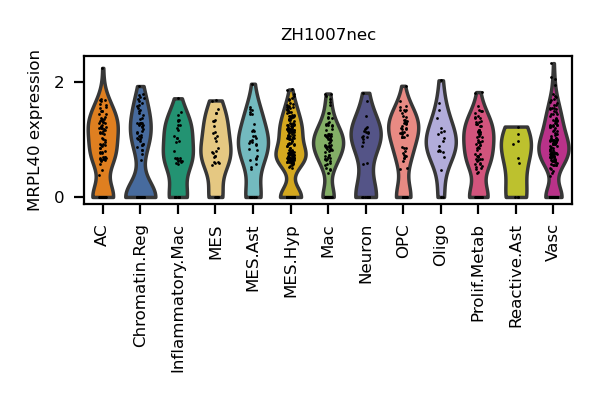 ZH1007nec
MRPL40 expression
2
0
AC
Chromatin.Reg
Inflammatory.Mac
MES
MES.Ast
MES.Hyp
Mac
Neuron
OPC
Oligo
Prolif.Metab
Reactive.Ast
Vasc